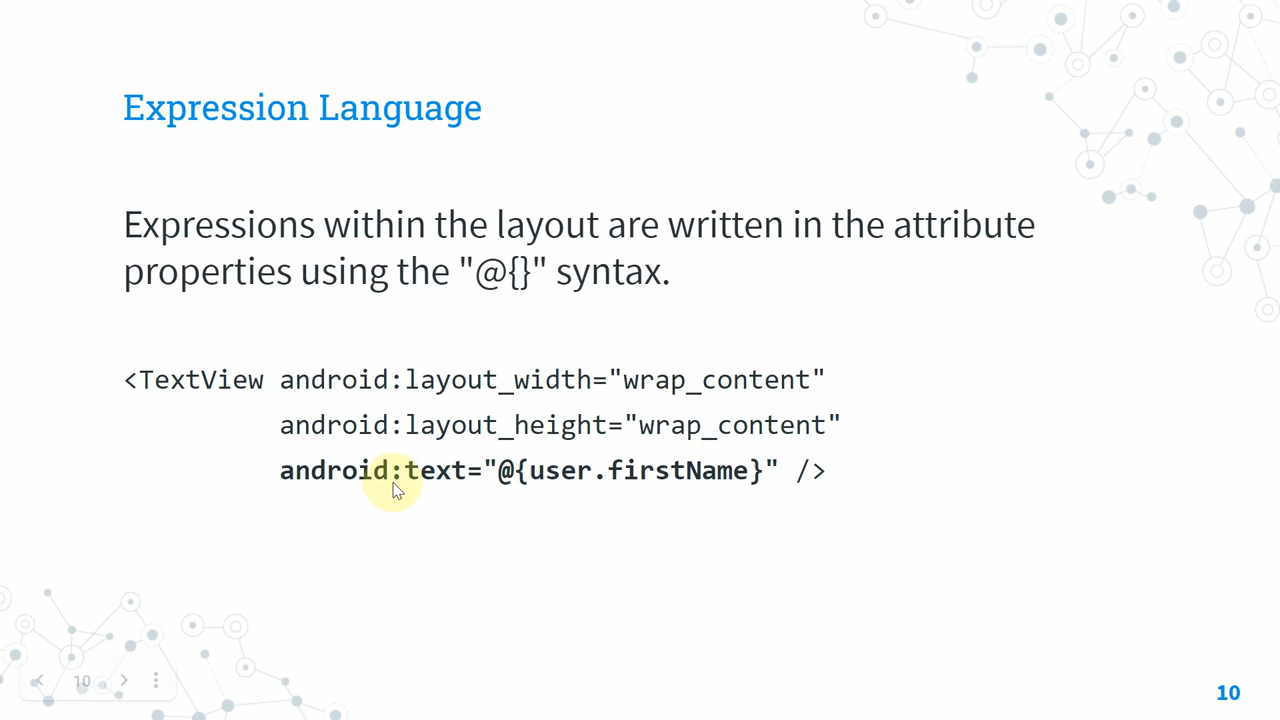 Expression Language
Expressions within the layout are written in the attribute
properties using the "@{}" syntax.
<TextView android:layout_width="wrap_content"
android:layout_height="wrap_content"
android:text="@{user.firstName}" />
10
10